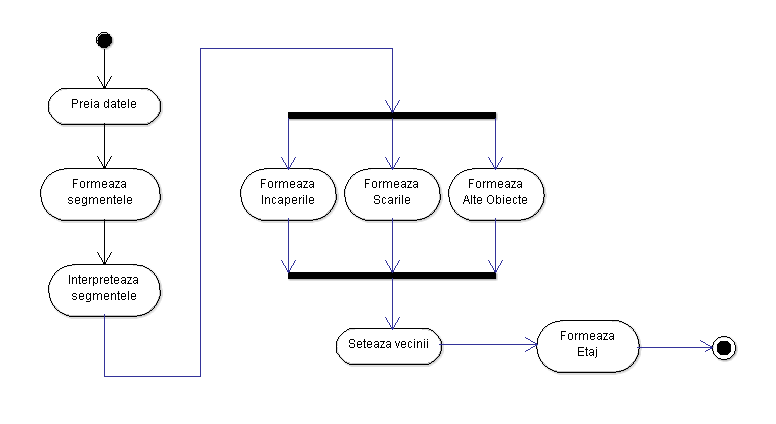 Preia datele
Formeaza
segmentele
Interpreteaza
segmentele
Formeaza
Incaperile
Formeaza
Scarile
Formeaza
Alte Obiecte
Seteaza vecinii
Formeaza
Etaj